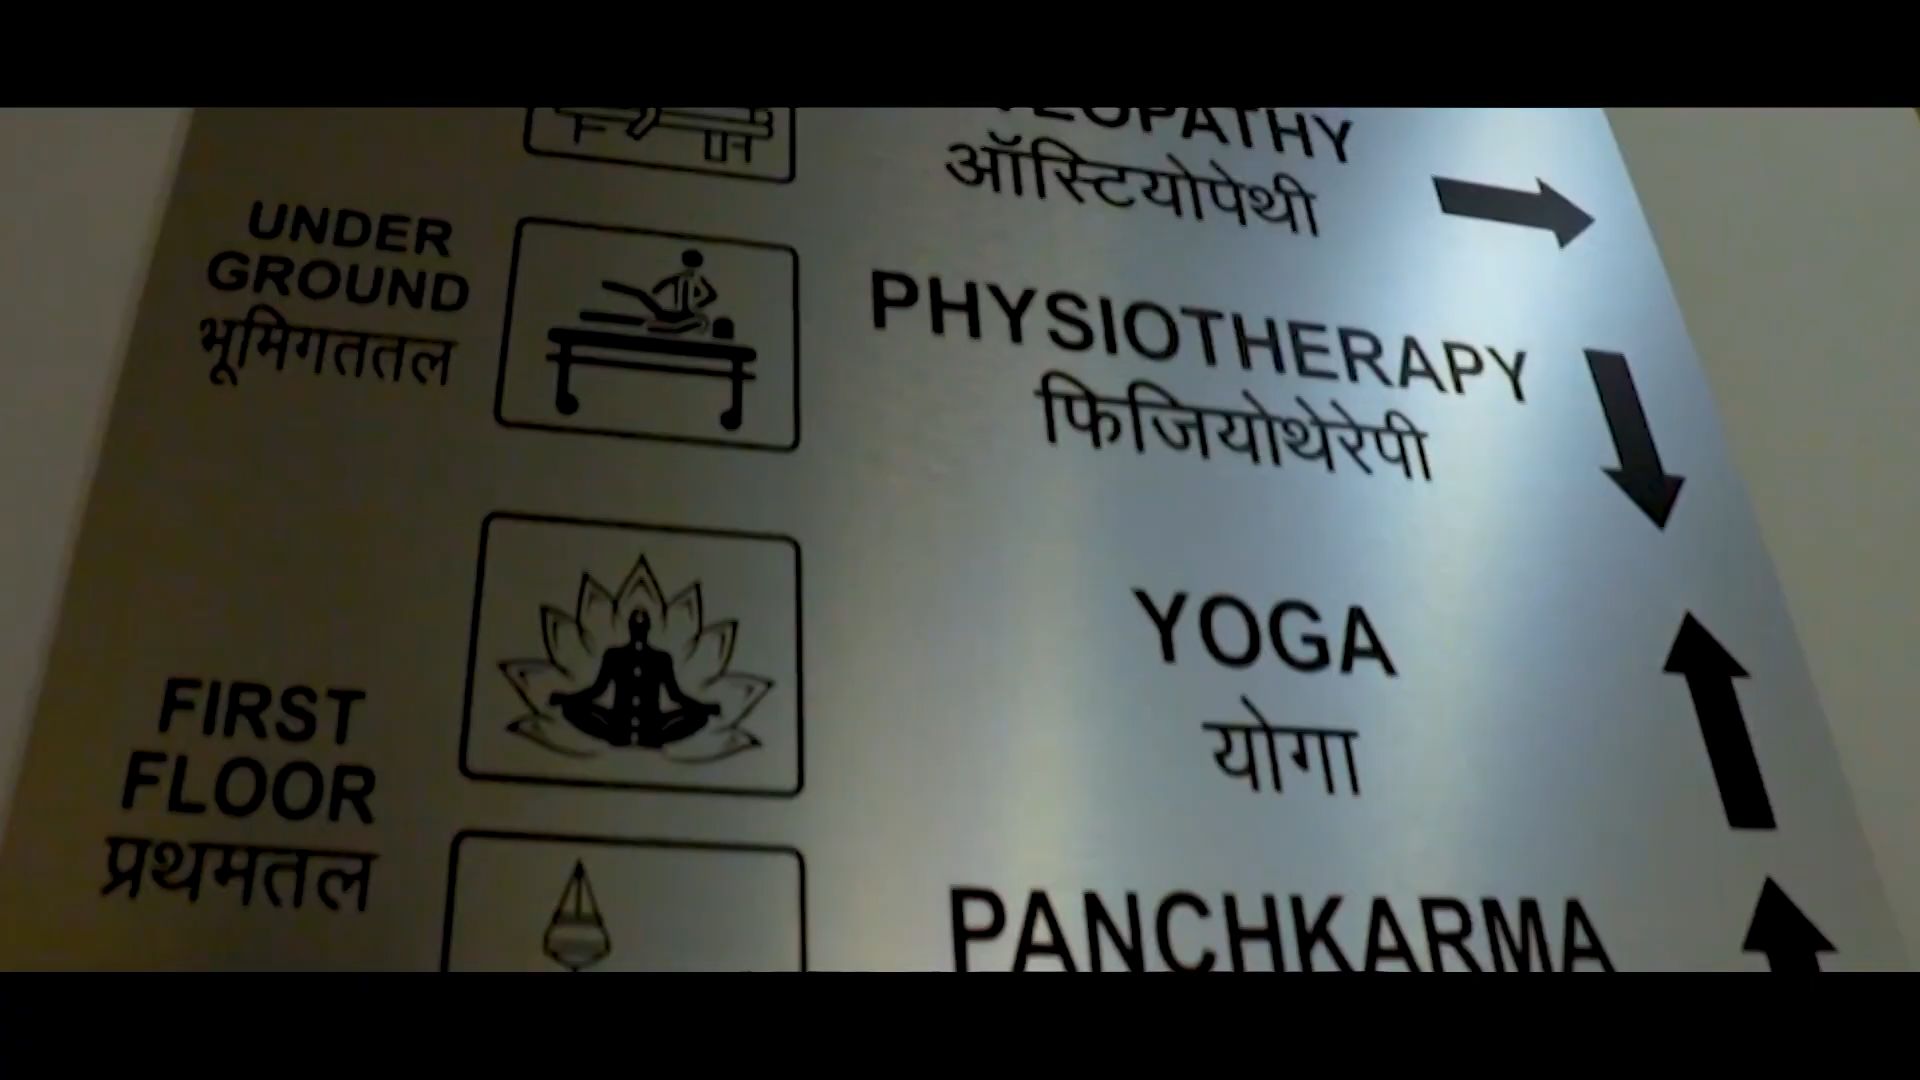 ऑस्टियोपेथी
UNDER
GROUND
भूमिगततल
PHYSIOTHERAPY
फिजियोथेरेपी
YOGA
योगा
FIRST
FLOOR
प्रथमतल
PANCHKARMA